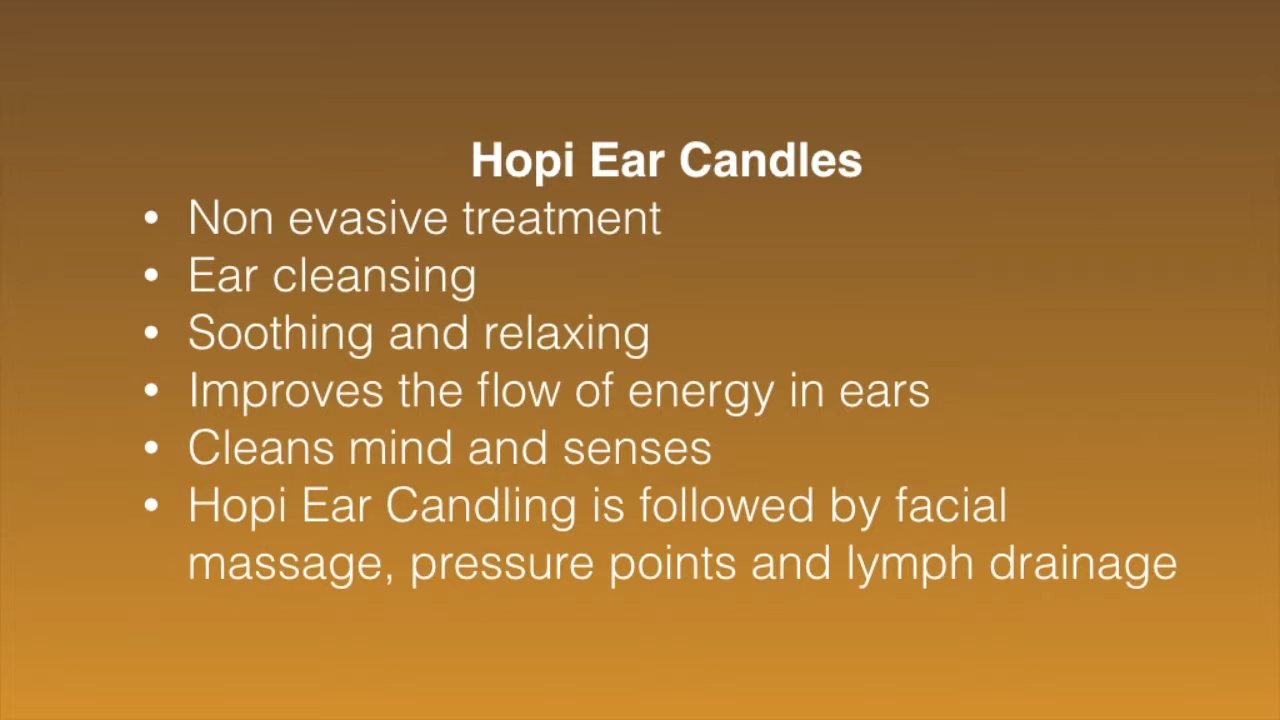 Hopi Ear Candles
• Non evasive treatment
• Ear cleansing
• Soothing and relaxing
• Improves the flow of energy in ears
• Cleans mind and senses
• Hopi Ear Candling is followed by facial
massage, pressure points and lymph drainage